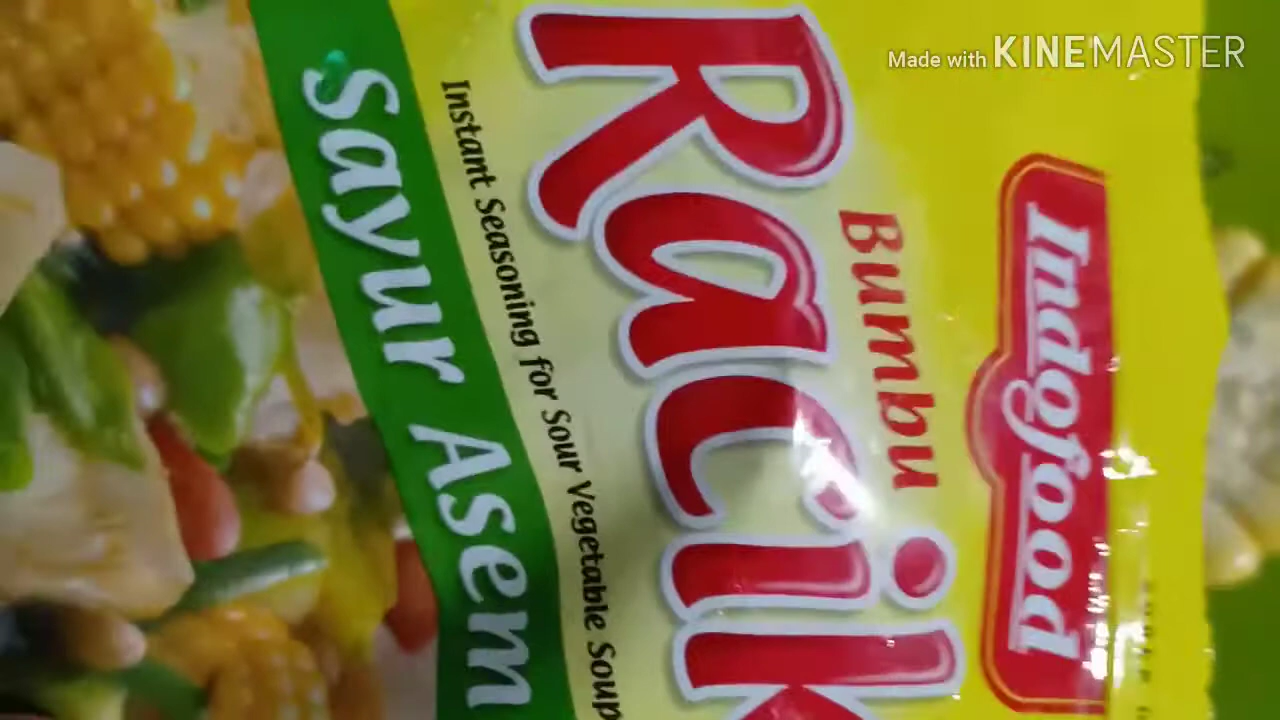 Made with KINEMASTER
Indofood
Bumbu
Racik
Instant Seasoning for Sour Vegetable Soup
Sayur Asem